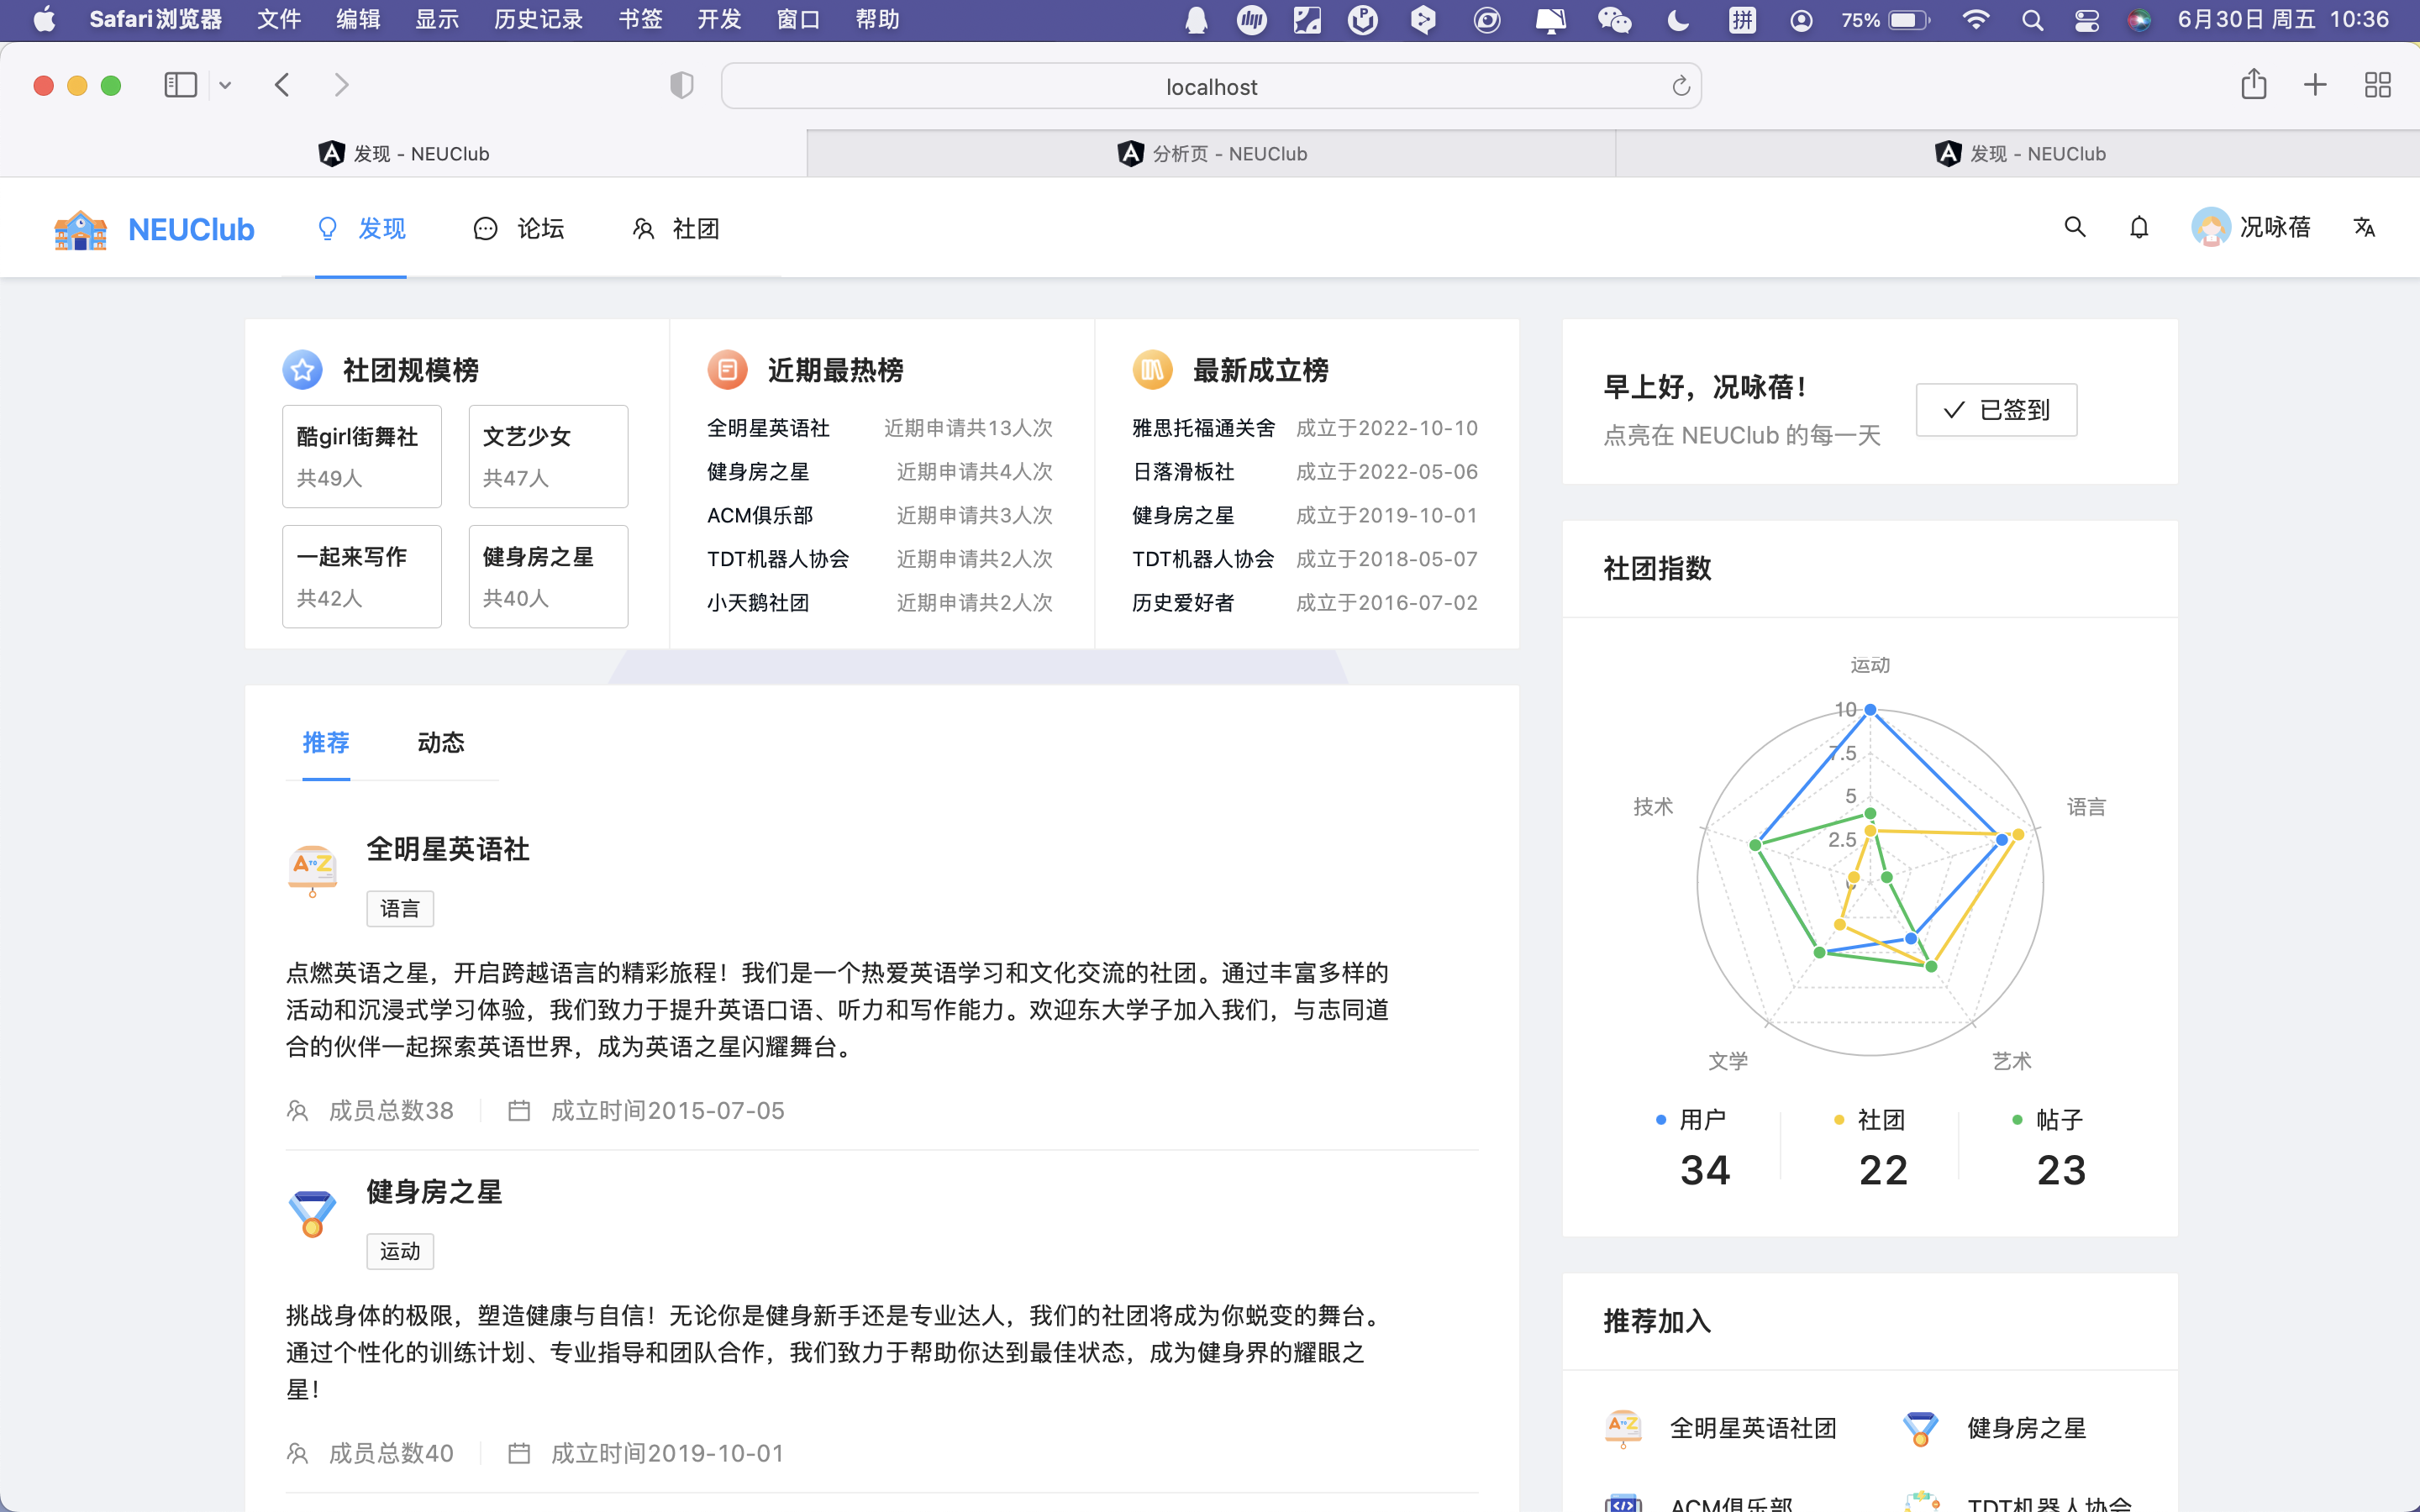 Safari浏览器 文件 编辑 显示 历史记录 书签 开发 窗口 帮助 拼 75% 6月30日 周五 10:36
localhost
发现 - NEUClub 分析页 - NEUClub 发现 - NEUClub
NEUClub 发现 论坛 社团 况咏蓓
社团规模榜
酷girl街舞社
共49人
文艺少女
共47人
一起来写作
共42人
健身房之星
共40人
近期最热榜
全明星英语社 近期申请共13人次
健身房之星 近期申请共4人次
ACM俱乐部 近期申请共3人次
TDT机器人协会 近期申请共2人次
小天鹅社团 近期申请共2人次
最新成立榜
雅思托福通关舍 成立于2022-10-10
日落滑板社 成立于2022-05-06
健身房之星 成立于2019-10-01
TDT机器人协会 成立于2018-05-07
历史爱好者 成立于2016-07-02
早上好，况咏蓓！
点亮在 NEUClub 的每一天
已签到
推荐 动态
A TO Z
全明星英语社
语言
点燃英语之星，开启跨越语言的精彩旅程！我们是一个热爱英语学习和文化交流的社团。通过丰富多样的
活动和沉浸式学习体验，我们致力于提升英语口语、听力和写作能力。欢迎东大学子加入我们，与志同道
合的伙伴一起探索英语世界，成为英语之星闪耀舞台。
成员总数38 成立时间2015-07-05
健身房之星
运动
挑战身体的极限，塑造健康与自信！无论你是健身新手还是专业达人，我们的社团将成为你蜕变的舞台。
通过个性化的训练计划、专业指导和团队合作，我们致力于帮助你达到最佳状态，成为健身界的耀眼之
星！
成员总数40 成立时间2019-10-01
社团指数
运动
10
7.5
5
2.5
0
技术
语言
文学
艺术
用户 社团 帖子
34 22 23
推荐加入
A TO Z 全明星英语社团 健身房之星
ACM俱乐部 TDT机器人协会